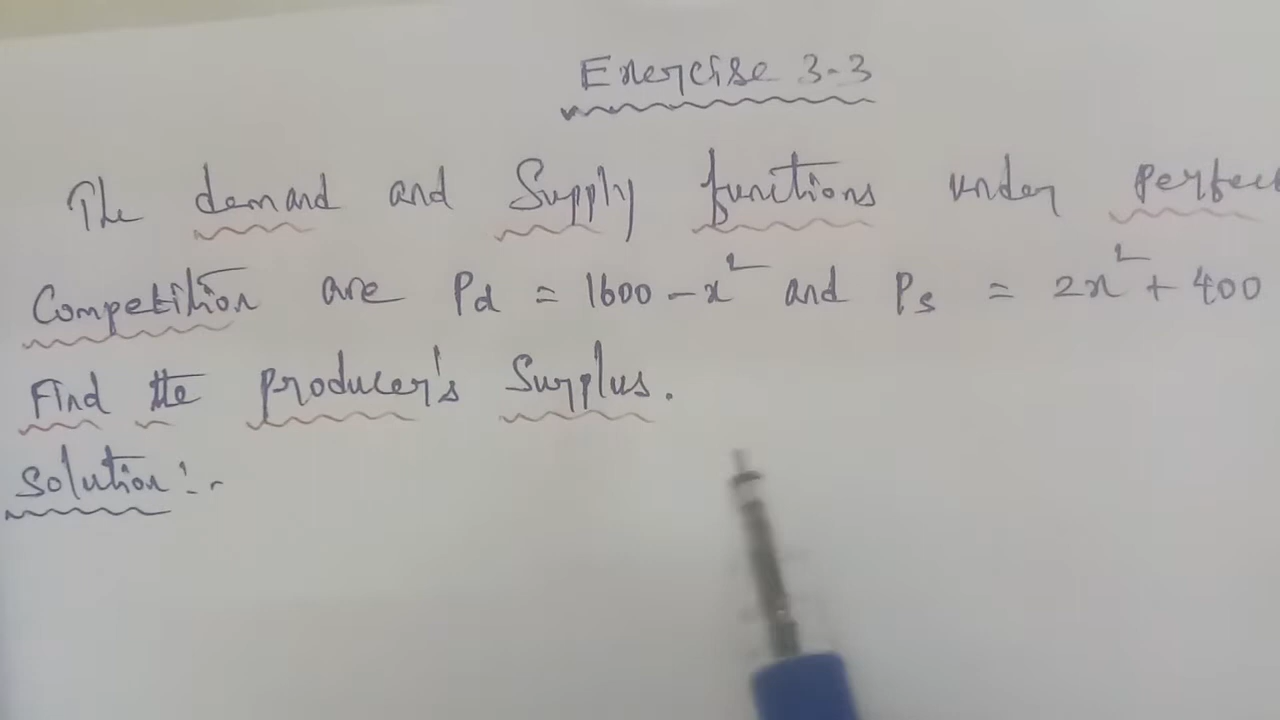 Exercise 3-3
The demand and Supply functions under perfect
Competition are Pd = 1600 - x² and Ps = 2x² + 400
Find the producer's Surplus.
Solution:-